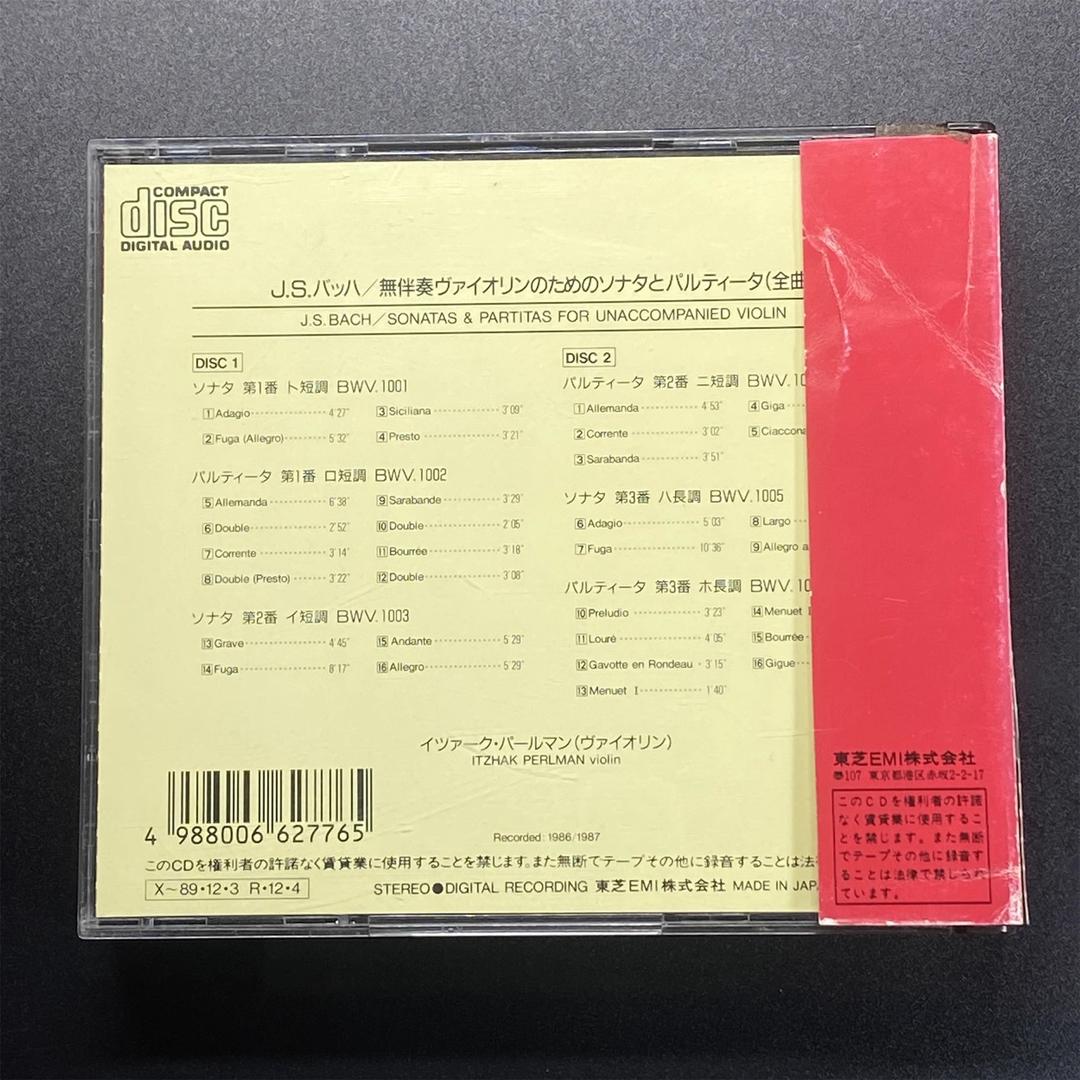 COMPACT
disc
DIGITAL AUDIO
J.S.バッハ/無伴奏ヴァイオリンのためのソナタとパルティータ(全曲
J.S.BACH/SONATAS & PARTITAS FOR UNACCOMPANIED VIOLIN
DISC 1
ソナタ 第1番 ト短調 BWV.1001
1 Adagio 4'27"
2 Fuga (Allegro) 5'32"
3 Siciliana 3'09"
4 Presto 3'21"
パルティータ 第1番 ロ短調 BWV.1002
5 Allemanda 6'38"
6 Double 2'52"
7 Corrente 3'14"
8 Double (Presto) 3'22"
9 Sarabande 3'29"
10 Double 2'05"
11 Bourrée 3'18"
12 Double 3'08"
ソナタ 第2番 イ短調 BWV.1003
13 Grave 4'45"
14 Fuga 8'17"
15 Andante 5'29"
16 Allegro 5'29"
DISC 2
パルティータ 第2番 ニ短調 BWV.10
1 Allemanda 4'53"
2 Corrente 3'02"
3 Sarabanda 3'51"
4 Giga
5 Ciaccona
ソナタ 第3番 ハ長調 BWV.1005
6 Adagio 5'03"
7 Fuga 10'36"
8 Largo
9 Allegro a
パルティータ 第3番 ホ長調 BWV.10
10 Preludio 3'23"
11 Louré 4'05"
12 Gavotte en Rondeau 3'15"
13 Menuet I 1'40"
14 Menuet I
15 Bourrée
16 Gigue
イツァーク・パールマン(ヴァイオリン)
ITZHAK PERLMAN violin
4 988006 627765
Recorded: 1986/1987
このCDを権利者の許諾なく賃貸業に使用することを禁じます。また無断でテープその他に録音することは法
X〜89・12・3 R・12・4
STEREO●DIGITAL RECORDING 東芝EMI株式会社 MADE IN JAPA
東芝EMI株式会社
〠107 東京都港区赤坂2-2-17
このCDを権利者の許諾
なく賃貸業に使用するこ
とを禁じます。また無断
でテープその他に録音す
ることは法律で禁じられ
ています。